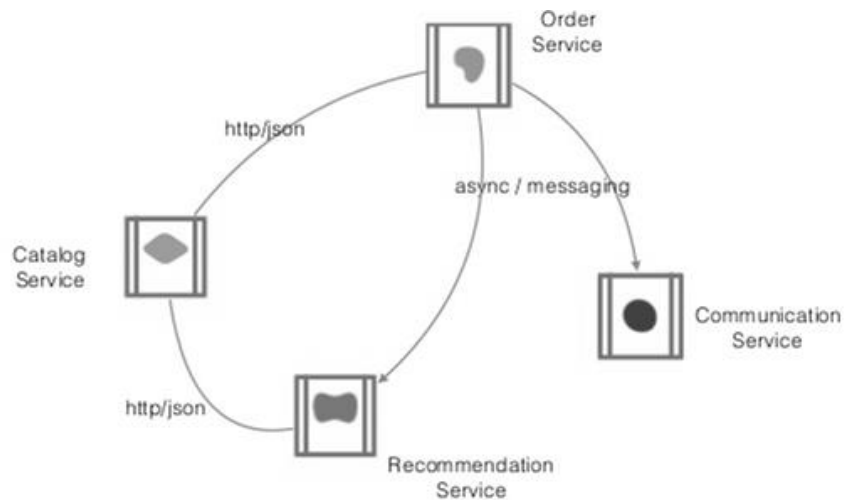 Order
Service
http/json
async / messaging
Catalog
Service
Communication
Service
http/json
Recommendation
Service